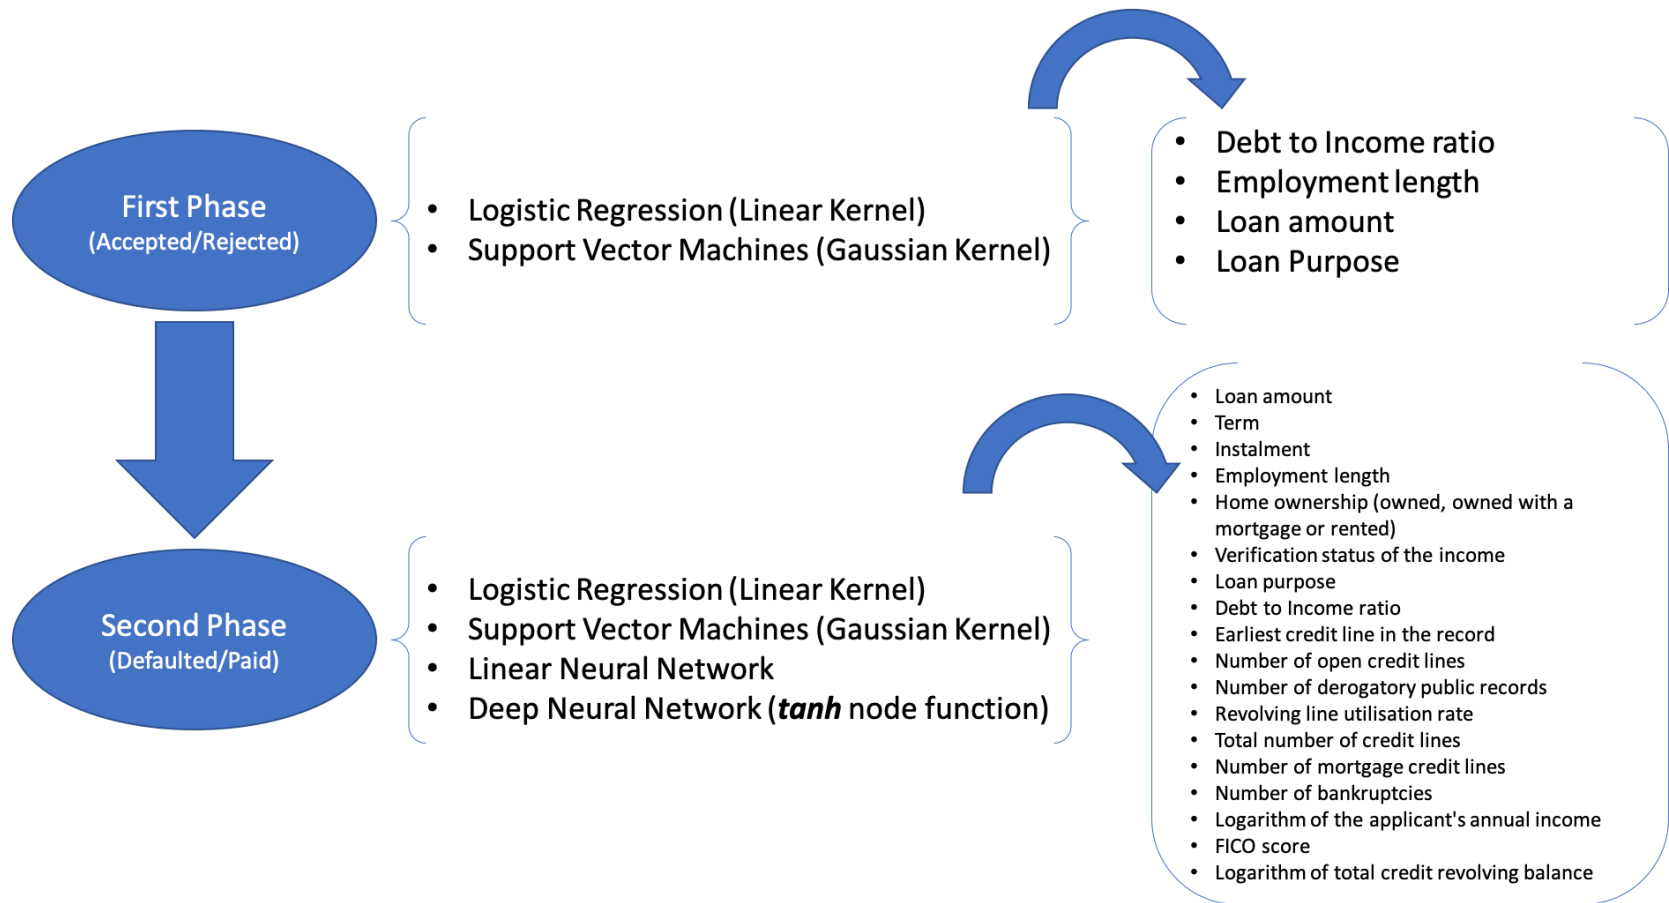 First Phase
(Accepted/Rejected)
• Logistic Regression (Linear Kernel)
• Support Vector Machines (Gaussian Kernel)
• Debt to Income ratio
• Employment length
• Loan amount
• Loan Purpose
Second Phase
(Defaulted/Paid)
• Logistic Regression (Linear Kernel)
• Support Vector Machines (Gaussian Kernel)
• Linear Neural Network
• Deep Neural Network (tanh node function)
• Loan amount
• Term
• Instalment
• Employment length
• Home ownership (owned, owned with a
mortgage or rented)
• Verification status of the income
• Loan purpose
• Debt to Income ratio
• Earliest credit line in the record
• Number of open credit lines
• Number of derogatory public records
• Revolving line utilisation rate
• Total number of credit lines
• Number of mortgage credit lines
• Number of bankruptcies
• Logarithm of the applicant's annual income
• FICO score
• Logarithm of total credit revolving balance